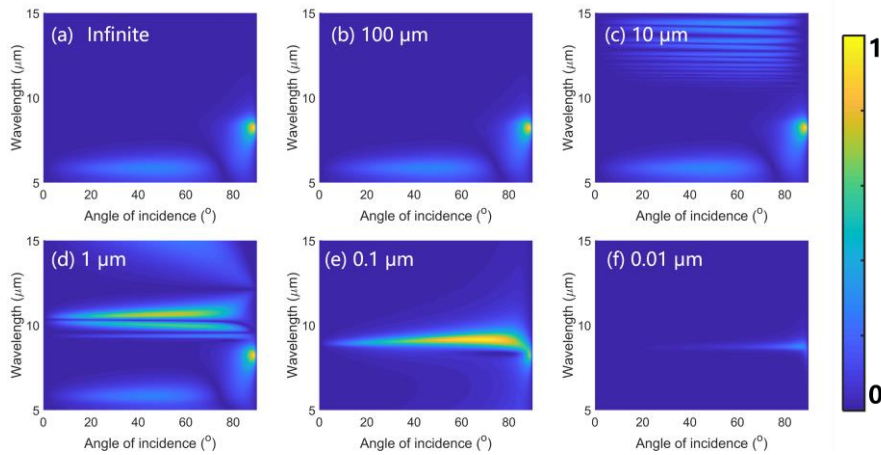 (a) Infinite
(b) 100 μm
(c) 10 μm
15
10
5
Wavelength (μm)
0 20 40 60 80
Angle of incidence (°)
15
10
5
Wavelength (μm)
0 20 40 60 80
Angle of incidence (°)
15
10
5
Wavelength (μm)
0 20 40 60 80
Angle of incidence (°)
(d) 1 μm
(e) 0.1 μm
(f) 0.01 μm
15
10
5
Wavelength (μm)
0 20 40 60 80
Angle of incidence (°)
15
10
5
Wavelength (μm)
0 20 40 60 80
Angle of incidence (°)
15
10
5
Wavelength (μm)
0 20 40 60 80
Angle of incidence (°)
1
0